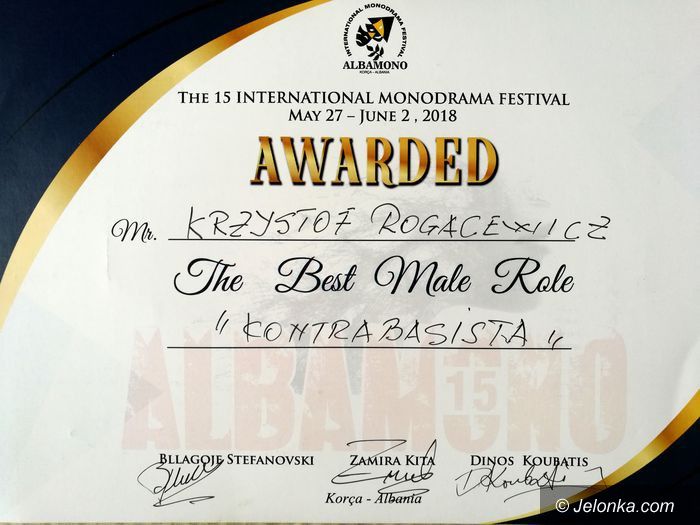 INTERNATIONAL MONODRAMA FESTIVAL
ALBAMONO
KORÇA - ALBANIA
THE 15 INTERNATIONAL MONODRAMA FESTIVAL
MAY 27 – JUNE 2 , 2018
AWARDED
Mr. KRZYSTOF ROGACEWIICZ
The Best Male Role
"KONTRABASISTA"
ALBAMONO
15
BLLAGOJE STEFANOVSKI ZAMIRA KITA DINOS KOUBATIS
Korça - Albania
© Jelonka.com